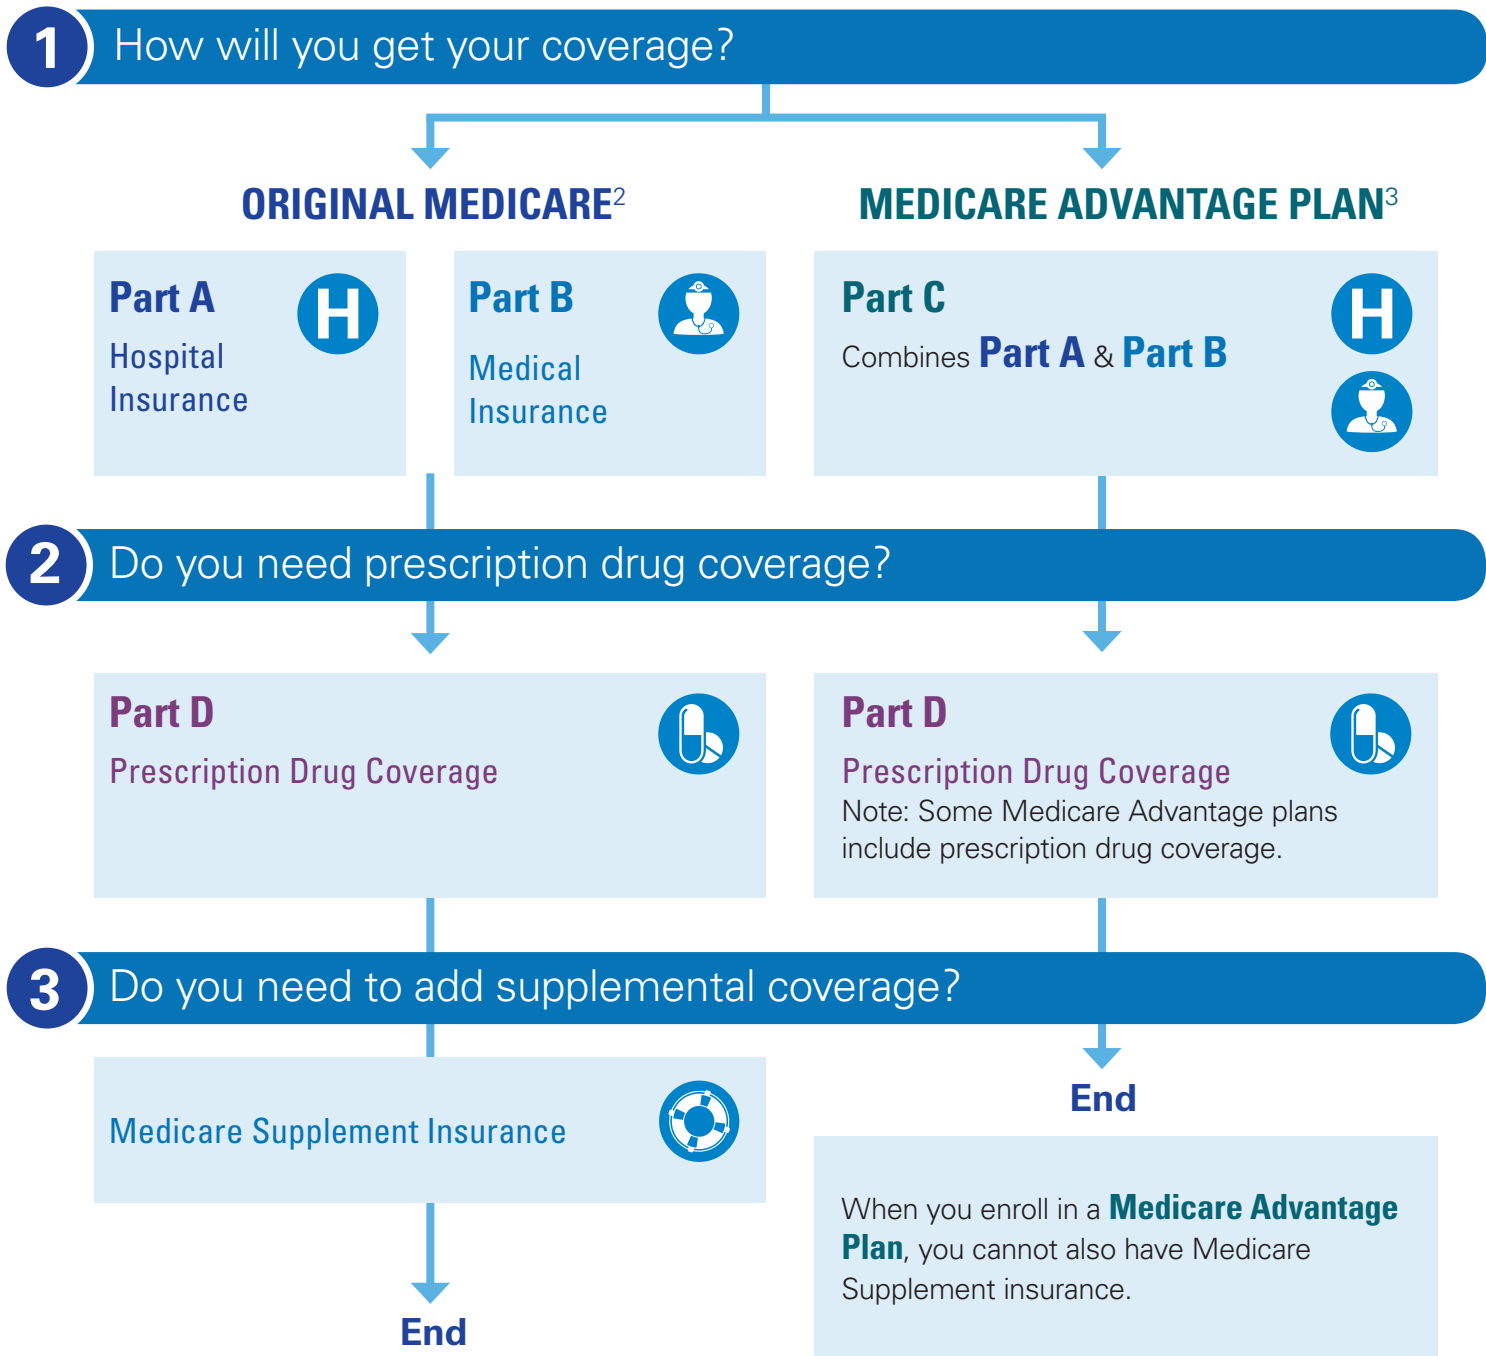 1 How will you get your coverage?
ORIGINAL MEDICARE2
MEDICARE ADVANTAGE PLAN3
Part A
Hospital
Insurance
H
Part B
Medical
Insurance
Part C
Combines Part A & Part B
H
2 Do you need prescription drug coverage?
Part D
Prescription Drug Coverage
Part D
Prescription Drug Coverage
Note: Some Medicare Advantage plans
include prescription drug coverage.
3 Do you need to add supplemental coverage?
Medicare Supplement Insurance
End
End
When you enroll in a Medicare Advantage
Plan, you cannot also have Medicare
Supplement insurance.